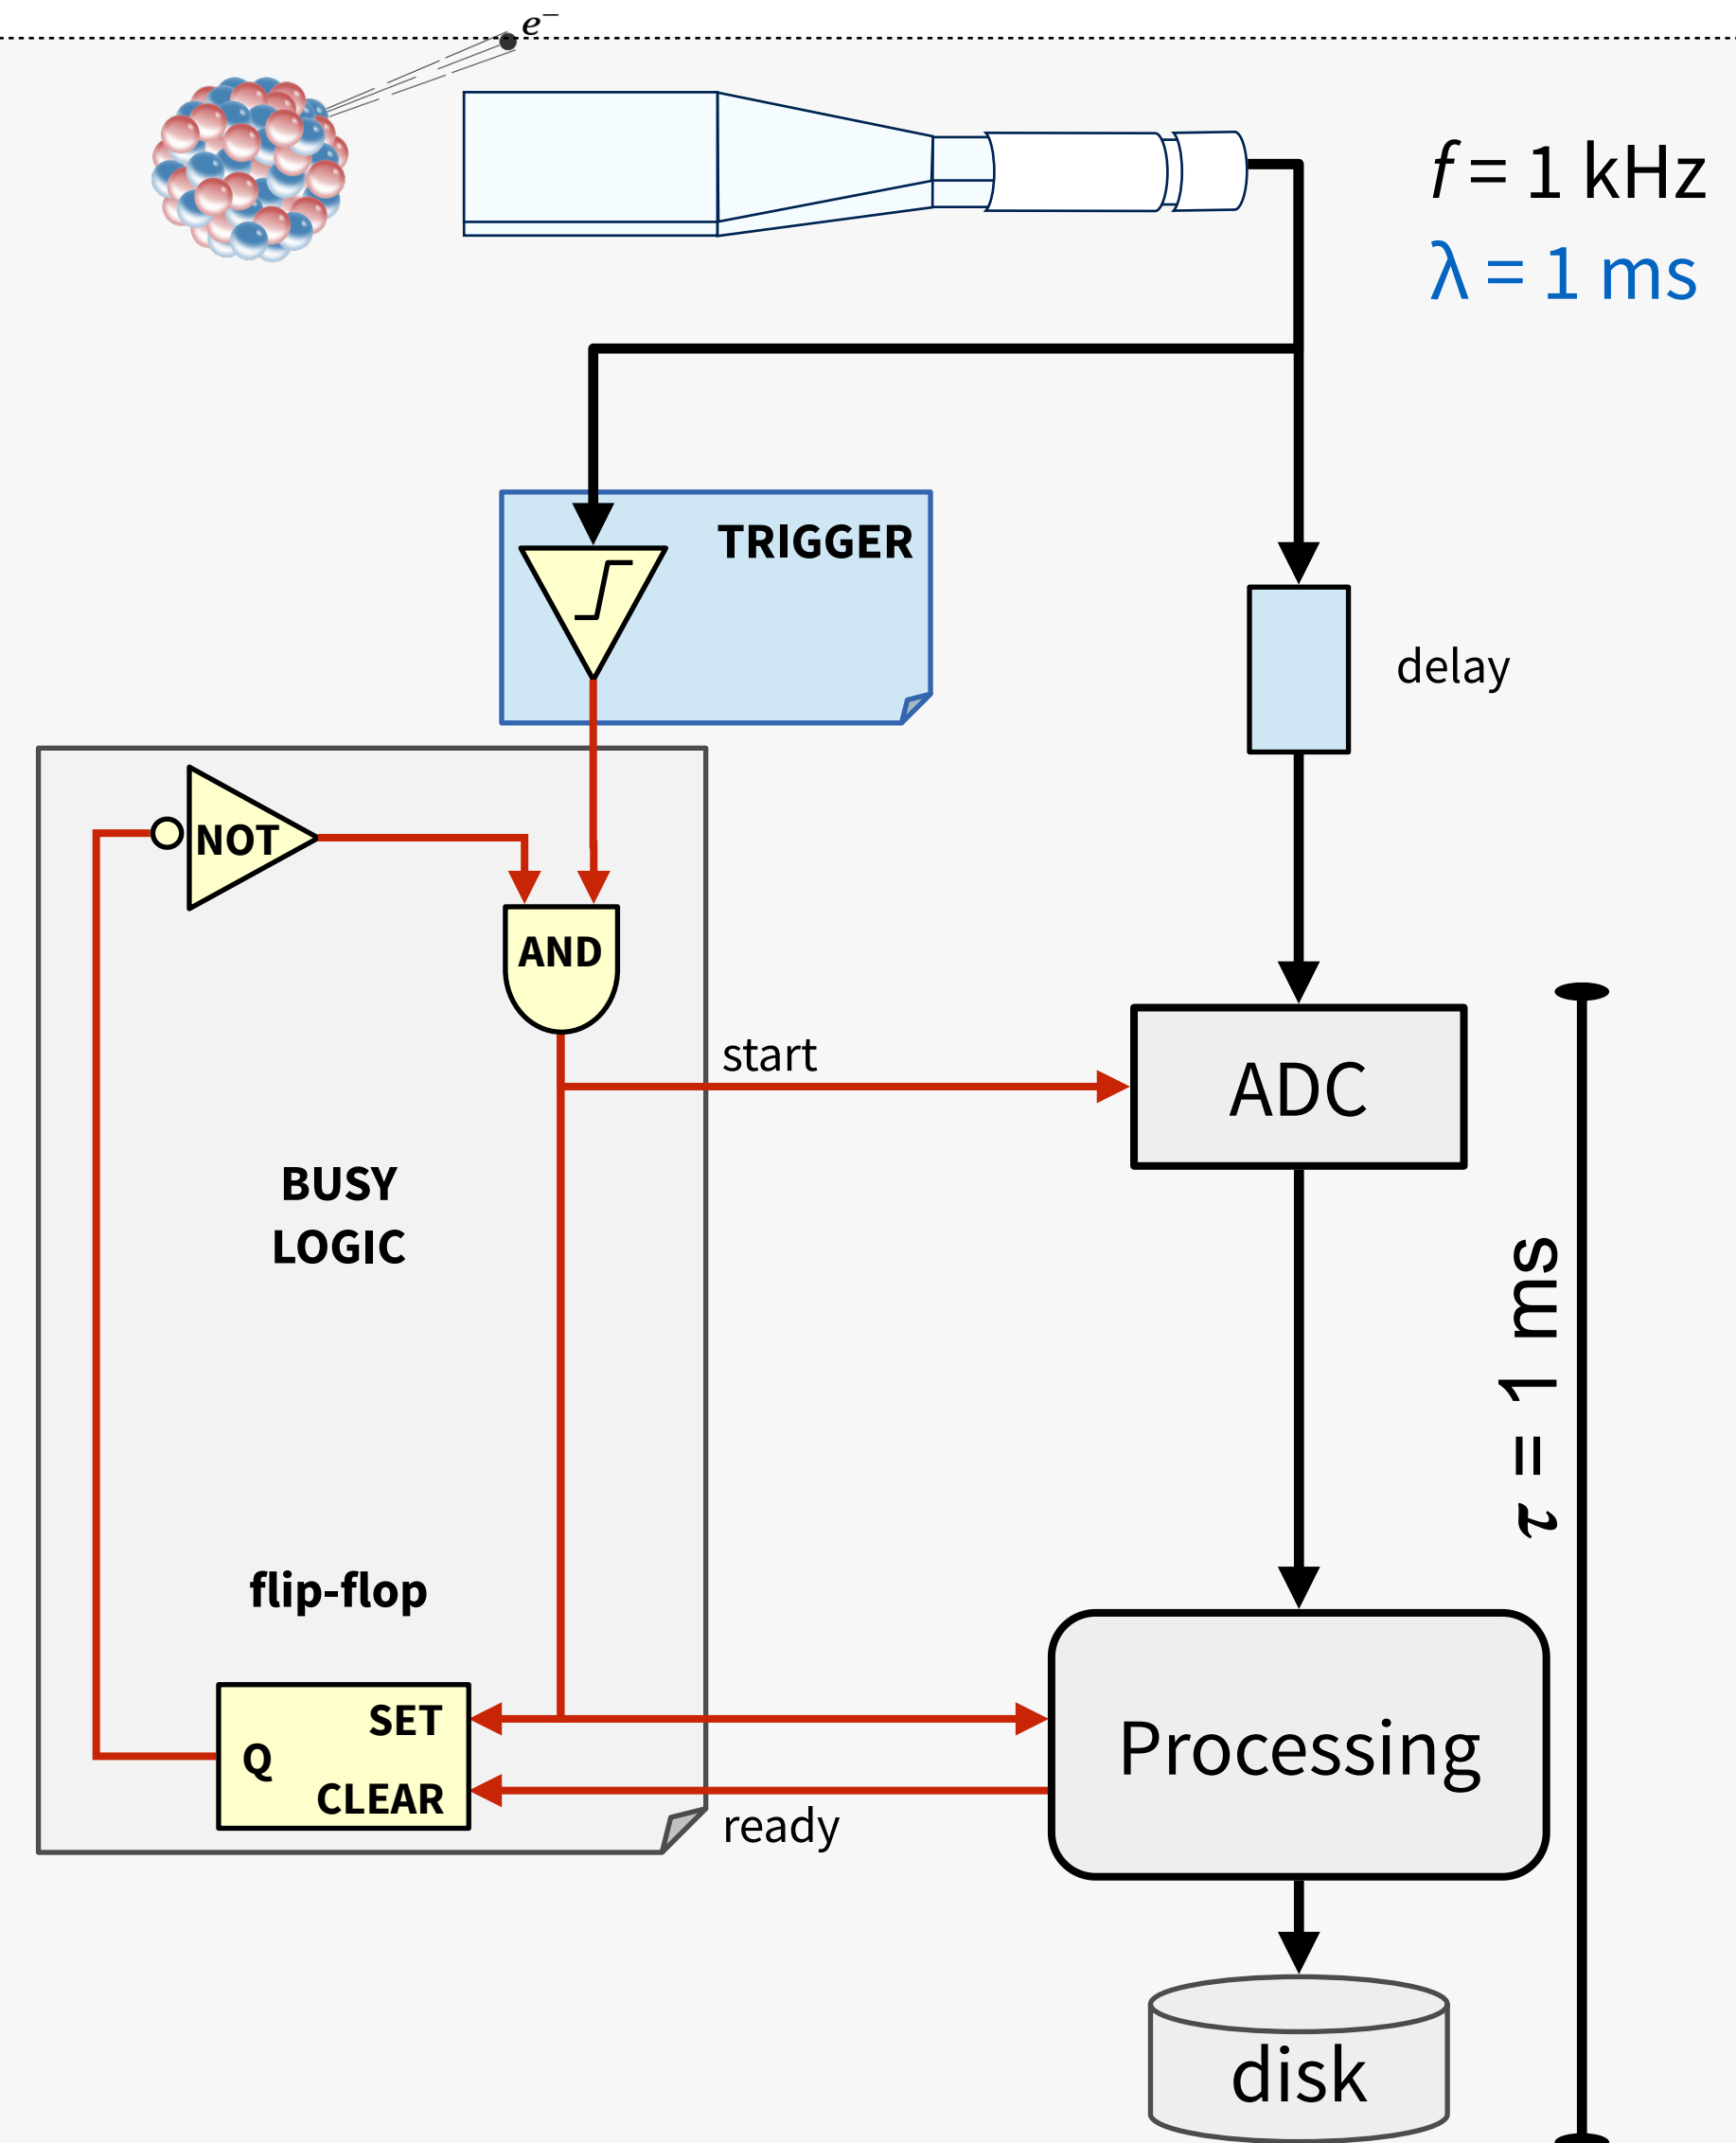 e−
f = 1 kHz
λ = 1 ms
TRIGGER
delay
NOT
AND
start
ADC
BUSY
LOGIC
τ = 1 ms
flip-flop
SET
Q
CLEAR
Processing
ready
disk